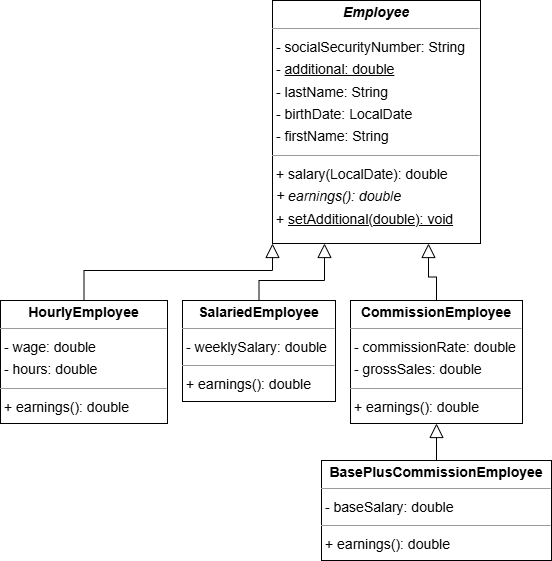 Employee
- socialSecurityNumber: String
- additional: double
- lastName: String
- birthDate: LocalDate
- firstName: String
+ salary(LocalDate): double
+ earnings(): double
+ setAdditional(double): void
HourlyEmployee
- wage: double
- hours: double
+ earnings(): double
SalariedEmployee
- weeklySalary: double
+ earnings(): double
CommissionEmployee
- commissionRate: double
- grossSales: double
+ earnings(): double
BasePlusCommissionEmployee
- baseSalary: double
+ earnings(): double